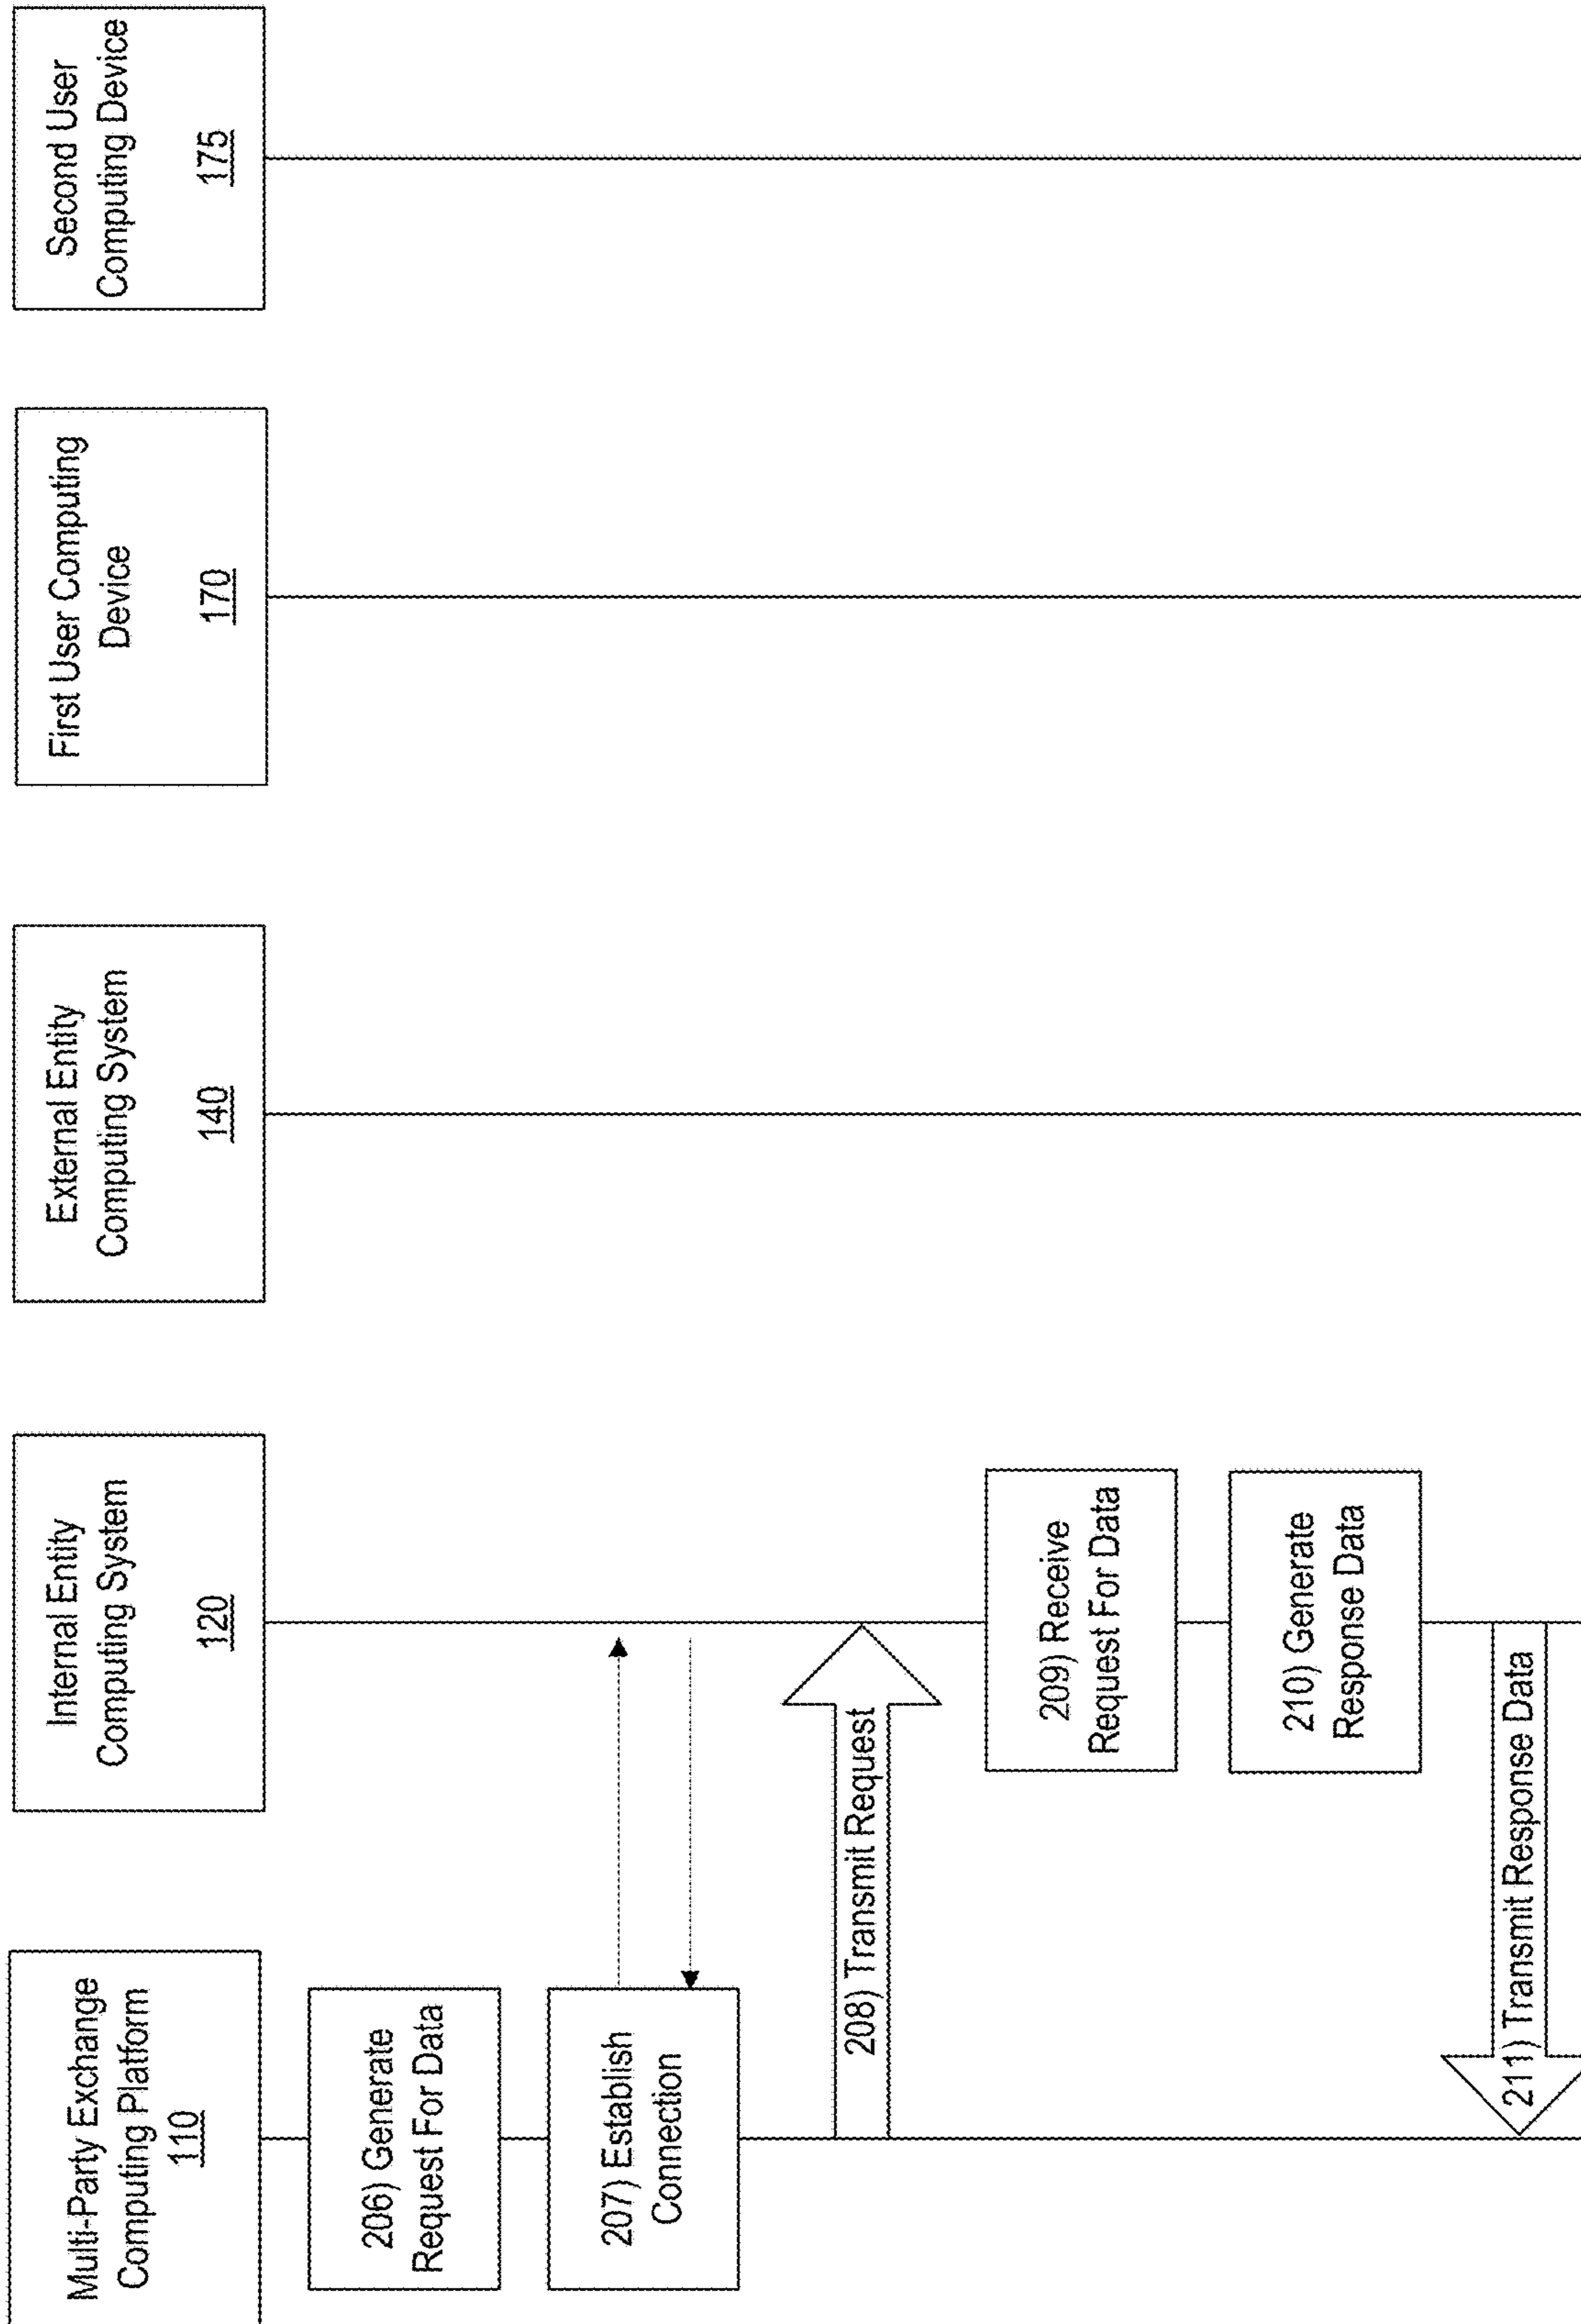 Multi-Party Exchange
Computing Platform
110
Internal Entity
Computing System
120
External Entity
Computing System
140
First User Computing
Device
170
Second User
Computing Device
175
206) Generate
Request For Data
207) Establish
Connection
208) Transmit Request
209) Receive
Request For Data
210) Generate
Response Data
211) Transmit Response Data